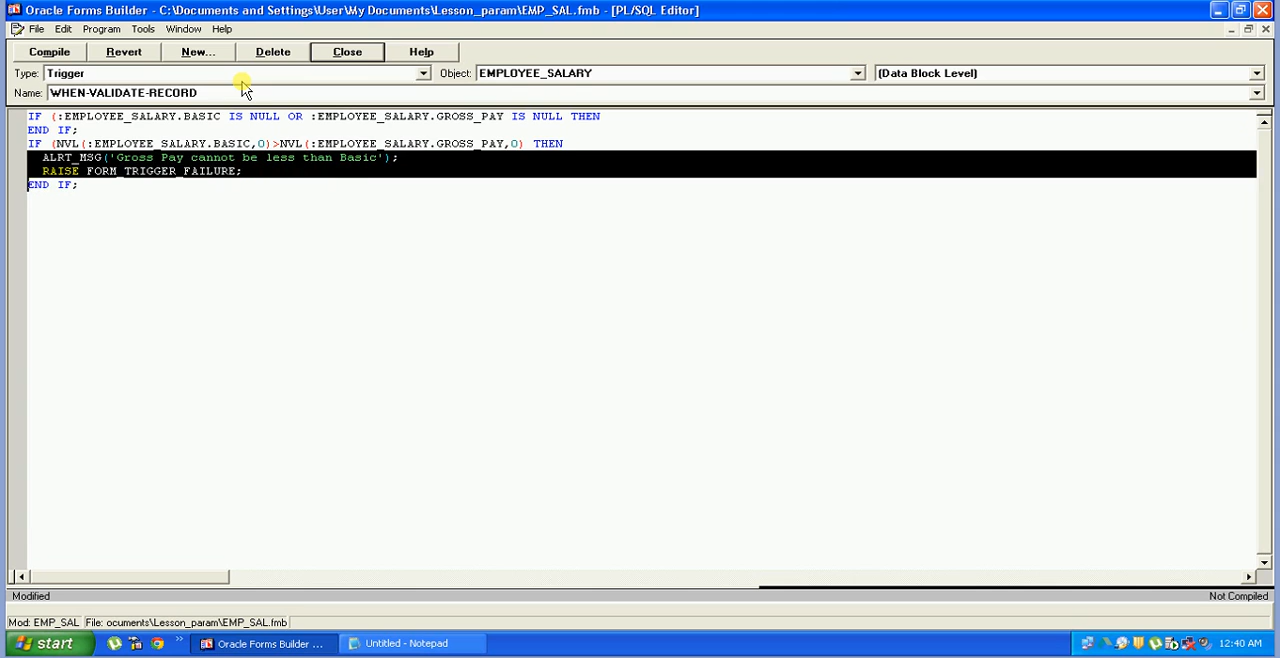 Oracle Forms Builder - C:\Documents and Settings\User\My Documents\Lesson_param\EMP_SAL.fmb - [PL/SQL Editor]
File Edit Program Tools Window Help
Compile Revert New... Delete Close Help
Type: Trigger Object: EMPLOYEE_SALARY (Data Block Level)
Name: WHEN-VALIDATE-RECORD
IF (:EMPLOYEE_SALARY.BASIC IS NULL OR :EMPLOYEE_SALARY.GROSS_PAY IS NULL THEN
END IF;
IF (NVL(:EMPLOYEE_SALARY.BASIC,0)>NVL(:EMPLOYEE_SALARY.GROSS_PAY,0) THEN
ALRT_MSG('Gross Pay cannot be less than Basic');
RAISE FORM_TRIGGER_FAILURE;
END IF;
Modified Not Compiled
Mod: EMP_SAL File: ocuments\Lesson_param\EMP_SAL.fmb
start Oracle Forms Builder ... Untitled - Notepad 12:40 AM